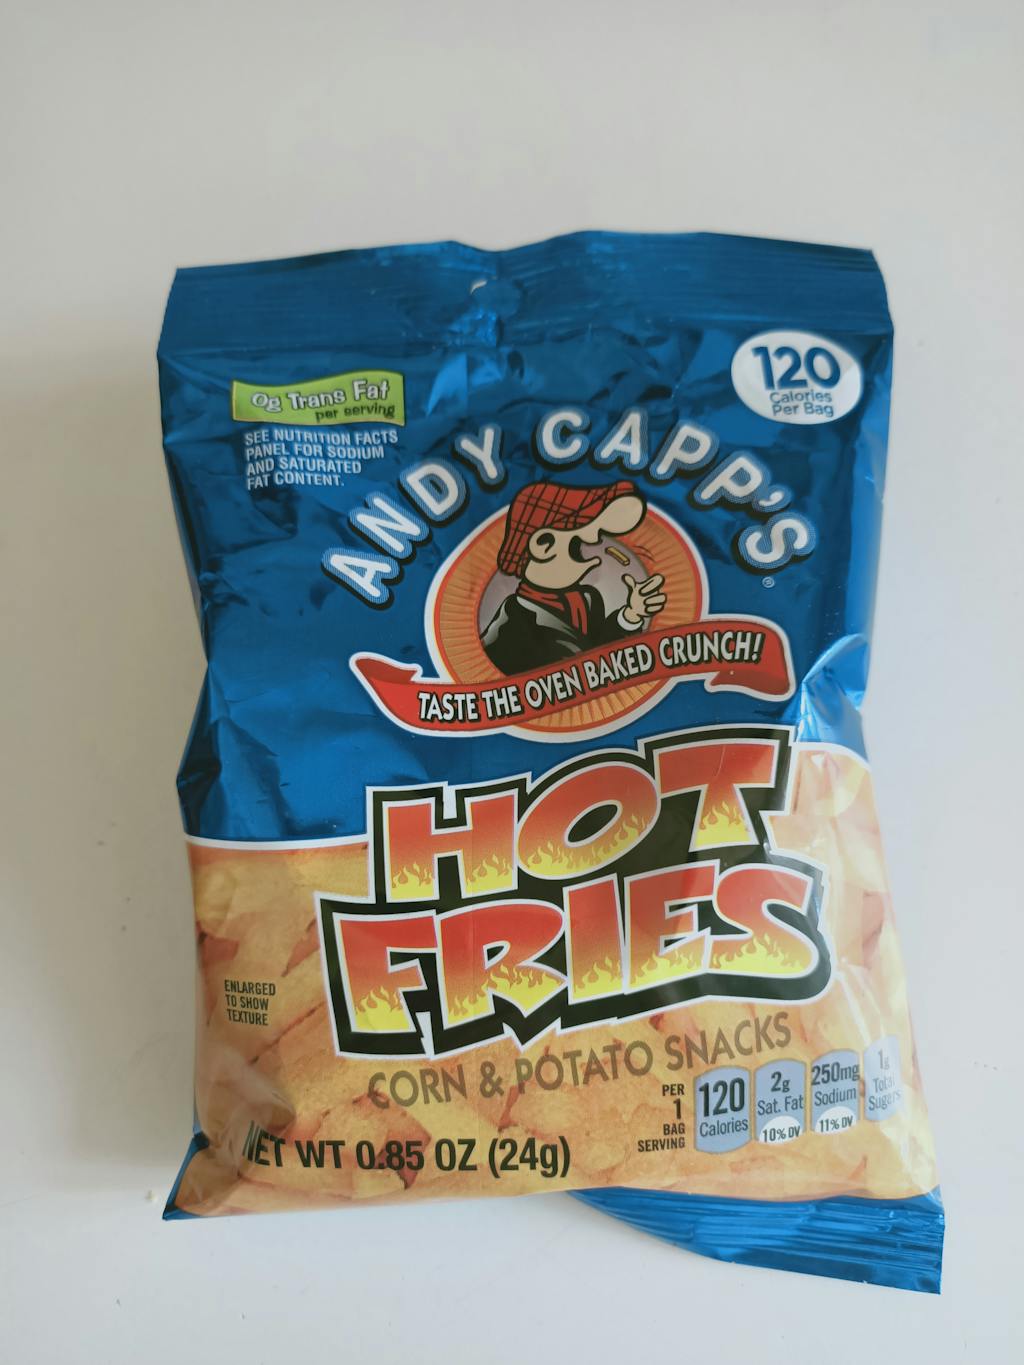 0g Trans Fat
per serving
SEE NUTRITION FACTS
PANEL FOR SODIUM
AND SATURATED
FAT CONTENT.
120
Calories
Per Bag
ANDY CAPP'S®
TASTE THE OVEN BAKED CRUNCH!
HOT
FRIES
ENLARGED
TO SHOW
TEXTURE
CORN & POTATO SNACKS
NET WT 0.85 OZ (24g)
PER
1
BAG
SERVING
120
Calories
2g
Sat. Fat
10% DV
250mg
Sodium
11% DV
1g
Total
Sugars